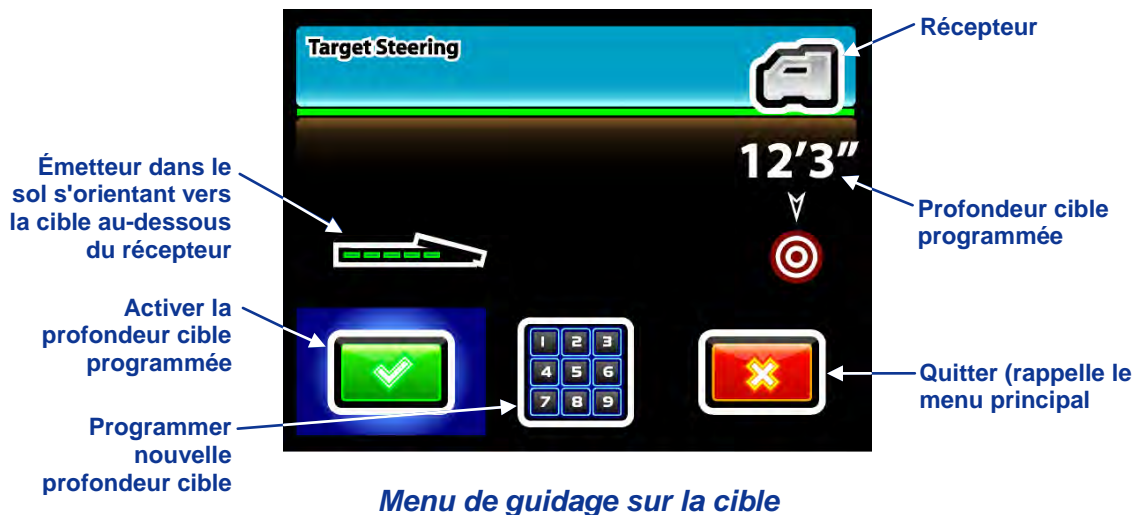 Target Steering
Récepteur
12'3"
Émetteur dans le
sol s'orientant vers
la cible au-dessous
du récepteur
Profondeur cible
programmée
Activer la
profondeur cible
programmée
1 2 3
4 5 6
7 8 9
Quitter (rappelle le
menu principal
Programmer
nouvelle
profondeur cible
Menu de guidage sur la cible